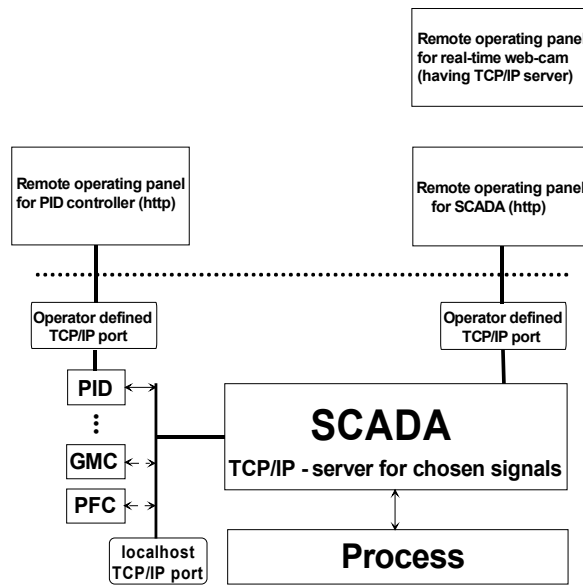 Remote operating panel
for real-time web-cam
(having TCP/IP server)
Remote operating panel
for PID controller (http)
Remote operating panel
for SCADA (http)
Operator defined
TCP/IP port
Operator defined
TCP/IP port
PID
GMC
PFC
SCADA
TCP/IP - server for chosen signals
localhost
TCP/IP port
Process